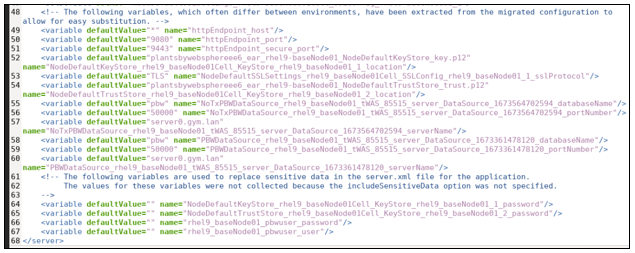 48 <!-- The following variables, which often differ between environments, have been extracted from the migrated configuration to
allow for easy substitution. -->
49 <variable defaultValue="*" name="httpEndpoint_host"/>
50 <variable defaultValue="9080" name="httpEndpoint_port"/>
51 <variable defaultValue="9443" name="httpEndpoint_secure_port"/>
52 <variable defaultValue="plantsbywebsphereee6_ear_rhel9-baseNode01_NodeDefaultKeyStore_key.p12"
name="NodeDefaultKeyStore_rhel9_baseNode01Cell_KeyStore_rhel9_baseNode01_1_location"/>
53 <variable defaultValue="TLS" name="NodeDefaultSSLSettings_rhel9_baseNode01Cell_SSLConfig_rhel9_baseNode01_1_sslProtocol"/>
54 <variable defaultValue="plantsbywebsphereee6_ear_rhel9-baseNode01_NodeDefaultTrustStore_trust.p12"
name="NodeDefaultTrustStore_rhel9_baseNode01Cell_KeyStore_rhel9_baseNode01_2_location"/>
55 <variable defaultValue="pbw" name="NoTxPBWDataSource_rhel9_baseNode01_tWAS_85515_server_DataSource_1673564702594_databaseName"/>
56 <variable defaultValue="50000" name="NoTxPBWDataSource_rhel9_baseNode01_tWAS_85515_server_DataSource_1673564702594_portNumber"/>
57 <variable defaultValue="server0.gym.lan"
name="NoTxPBWDataSource_rhel9_baseNode01_tWAS_85515_server_DataSource_1673564702594_serverName"/>
58 <variable defaultValue="pbw" name="PBWDataSource_rhel9_baseNode01_tWAS_85515_server_DataSource_1673361478120_databaseName"/>
59 <variable defaultValue="50000" name="PBWDataSource_rhel9_baseNode01_tWAS_85515_server_DataSource_1673361478120_portNumber"/>
60 <variable defaultValue="server0.gym.lan"
name="PBWDataSource_rhel9_baseNode01_tWAS_85515_server_DataSource_1673361478120_serverName"/>
61 <!-- The following variables are used to replace sensitive data in the server.xml file for the application.
62 The values for these variables were not collected because the includeSensitiveData option was not specified.
63 -->
64 <variable defaultValue="" name="NodeDefaultKeyStore_rhel9_baseNode01Cell_KeyStore_rhel9_baseNode01_1_password"/>
65 <variable defaultValue="" name="NodeDefaultTrustStore_rhel9_baseNode01Cell_KeyStore_rhel9_baseNode01_2_password"/>
66 <variable defaultValue="" name="rhel9_baseNode01_pbwuser_password"/>
67 <variable defaultValue="" name="rhel9_baseNode01_pbwuser_user"/>
68 </server>